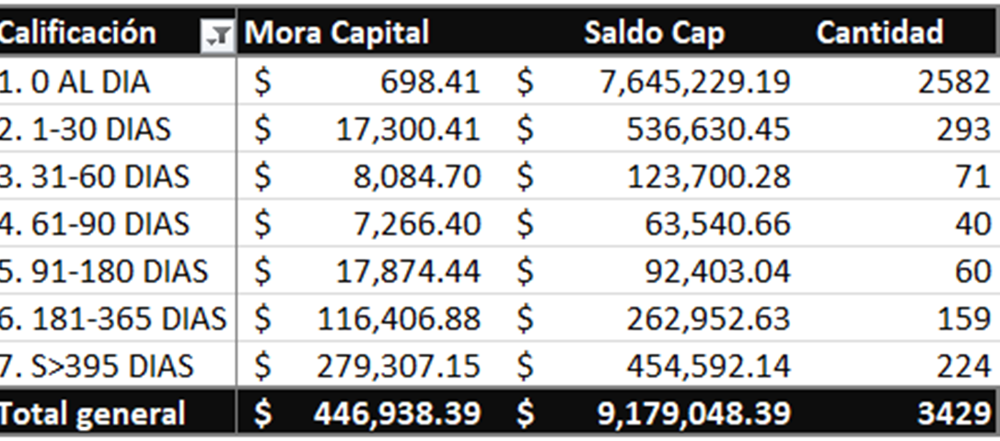 Calificación Mora Capital Saldo Cap Cantidad
1. 0 AL DIA $ 698.41 $ 7,645,229.19 2582
2. 1-30 DIAS $ 17,300.41 $ 536,630.45 293
3. 31-60 DIAS $ 8,084.70 $ 123,700.28 71
4. 61-90 DIAS $ 7,266.40 $ 63,540.66 40
5. 91-180 DIAS $ 17,874.44 $ 92,403.04 60
6. 181-365 DIAS $ 116,406.88 $ 262,952.63 159
7. S>395 DIAS $ 279,307.15 $ 454,592.14 224
Total general $ 446,938.39 $ 9,179,048.39 3429